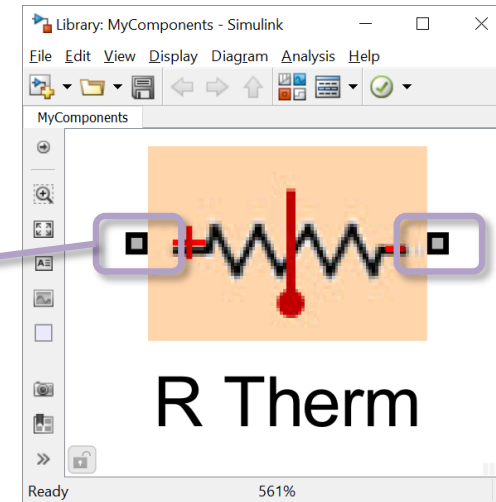 Library: MyComponents - Simulink
File Edit View Display Diagram Analysis Help
MyComponents
R Therm
Ready 561%